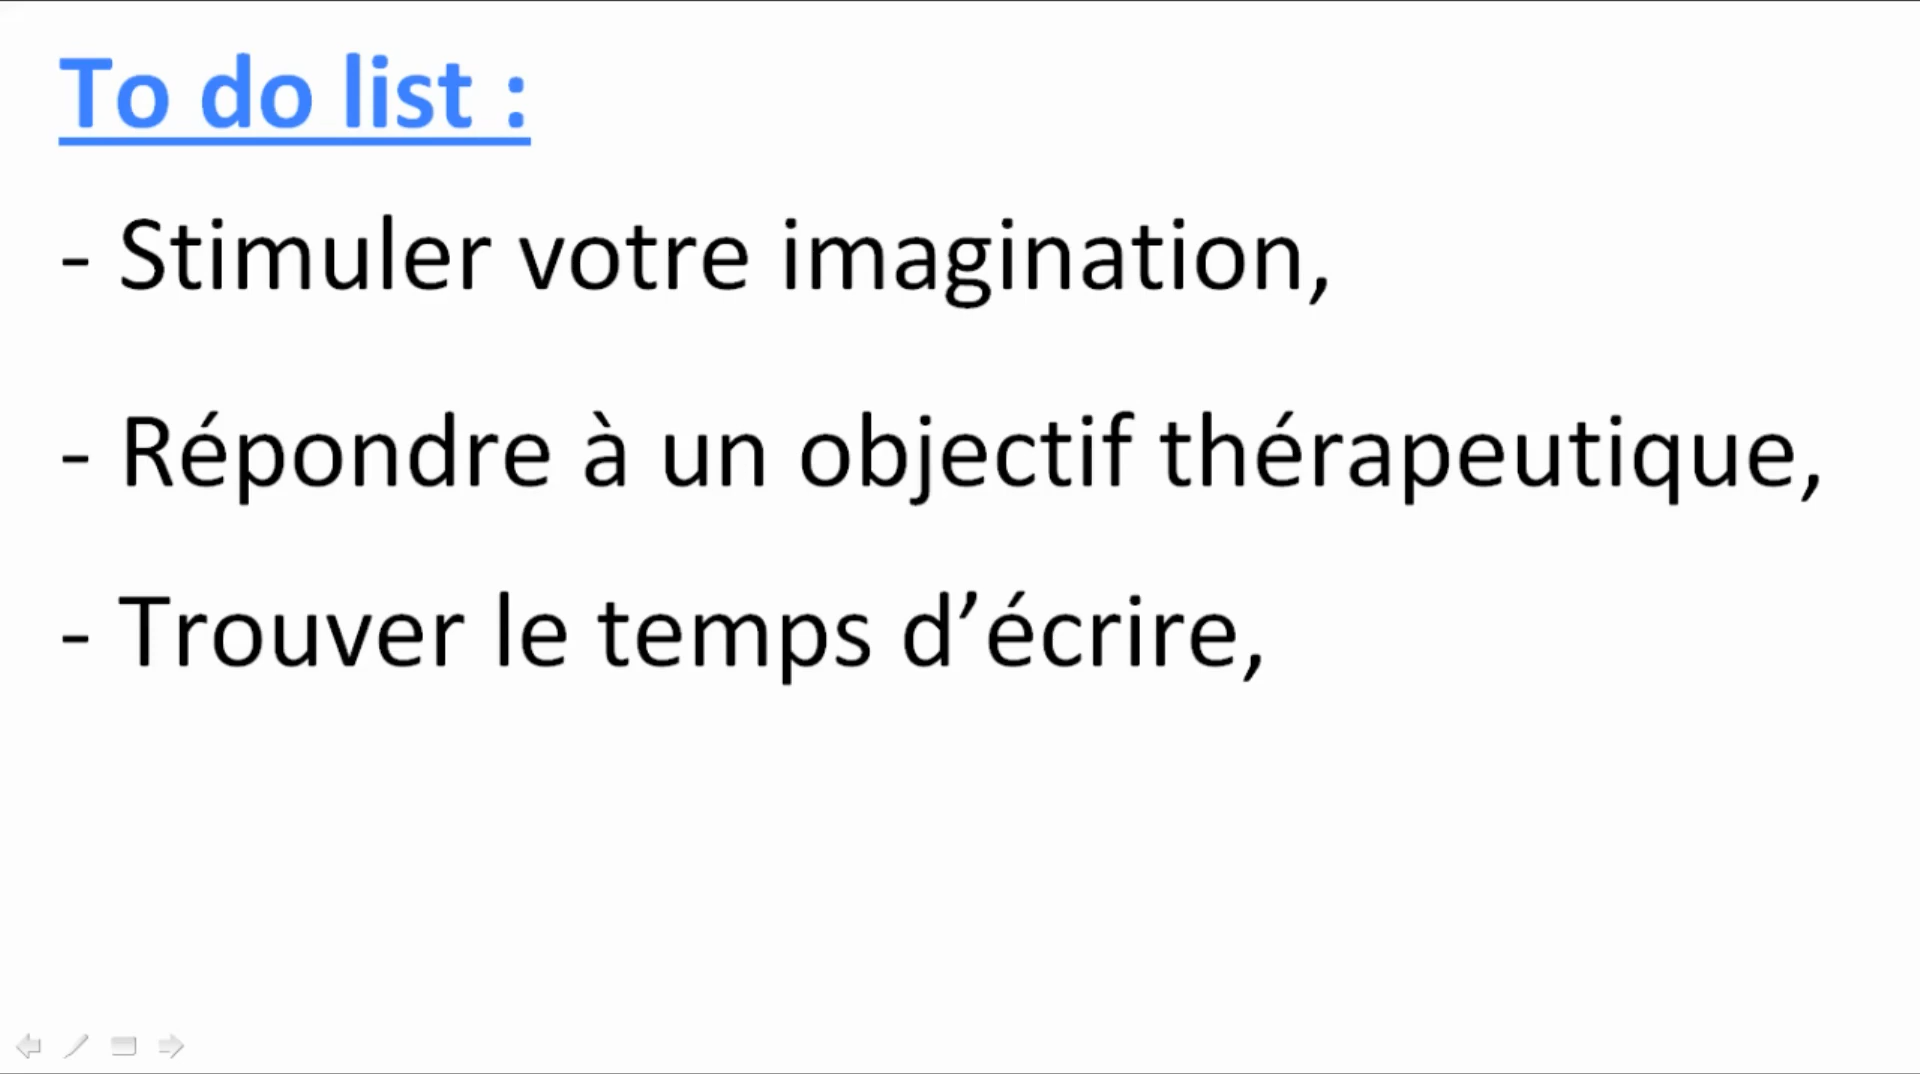 To do list :
- Stimuler votre imagination,
- Répondre à un objectif thérapeutique,
- Trouver le temps d’écrire,